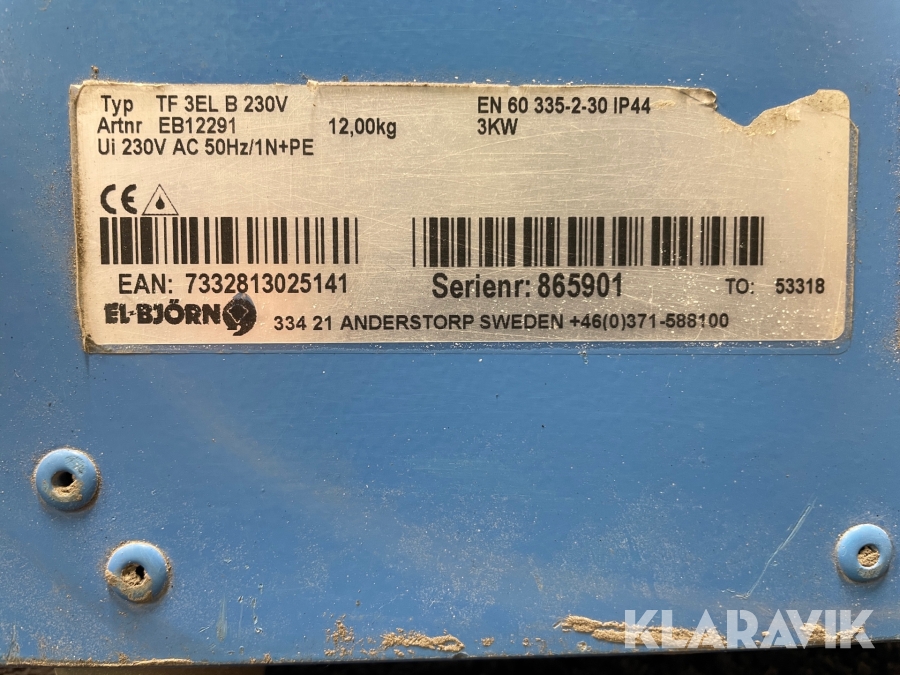 Typ TF 3EL B 230V
EN 60 335-2-30 IP44
Artnr EB12291 12,00kg 3KW
Ui 230V AC 50Hz/1N+PE
CE
EAN: 7332813025141
Serienr: 865901
TO: 53318
EL-BJÖRN
334 21 ANDERSTORP SWEDEN +46(0)371-588100
KLARAVIK